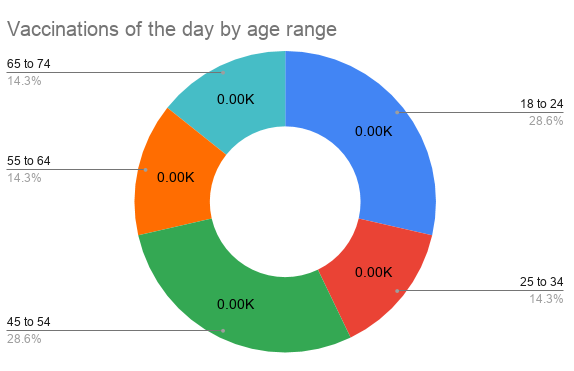 Vaccinations of the day by age range
65 to 74
14.3%
0.00K
18 to 24
28.6%
0.00K
55 to 64
14.3%
0.00K
25 to 34
14.3%
0.00K
45 to 54
28.6%
0.00K